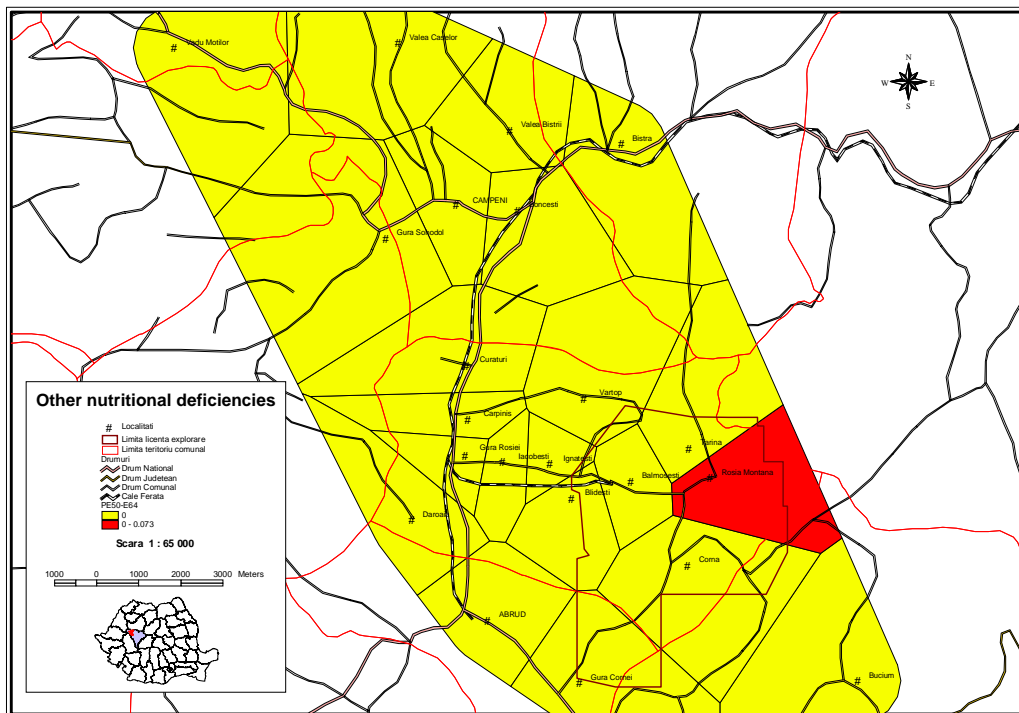 Vadu Motilor
Valea Caselor
N
W
E
S
Valea Bistrii
Bistra
CAMPENI
Gura Sohodol
Curaturi
Vartop
Carpinis
Tarina
Gura Rosiei
Iacobesti
Ignatesti
Balmosesti
Rosia Montana
Blidesti
Daroaia
Corna
ABRUD
Gura Cornei
Bucium
Other nutritional deficiencies
# Localitati
Limita licenta explorare
Limita teritoriu comunal
Drumuri
Drum National
Drum Judetean
Drum Comunal
Cale Ferata
PE50-E64
0
0 - 0.073
Scara 1 : 65 000
1000 0 1000 2000 3000 Meters